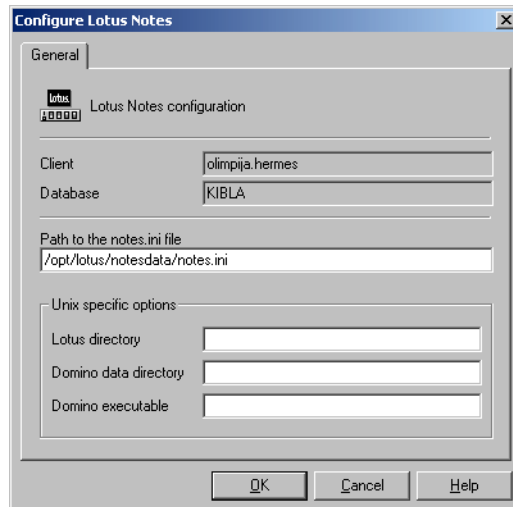 Configure Lotus Notes
General
Lotus
Lotus Notes configuration
Client olimpija.hermes
Database KIBLA
Path to the notes.ini file
/opt/lotus/notesdata/notes.ini
Unix specific options
Lotus directory
Domino data directory
Domino executable
OK Cancel Help